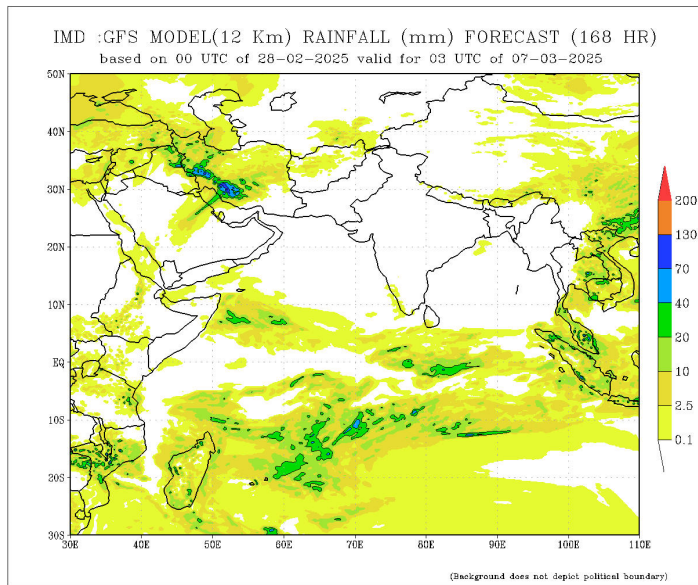 IMD :GFS MODEL(12 Km) RAINFALL (mm) FORECAST (168 HR)
based on 00 UTC of 28-02-2025 valid for 03 UTC of 07-03-2025
50N
40N
30N
20N
10N
EQ
10S
20S
30S
30E 40E 50E 60E 70E 80E 90E 100E 110E
200
130
70
40
20
10
2.5
0.1
(Background does not depict political boundary)